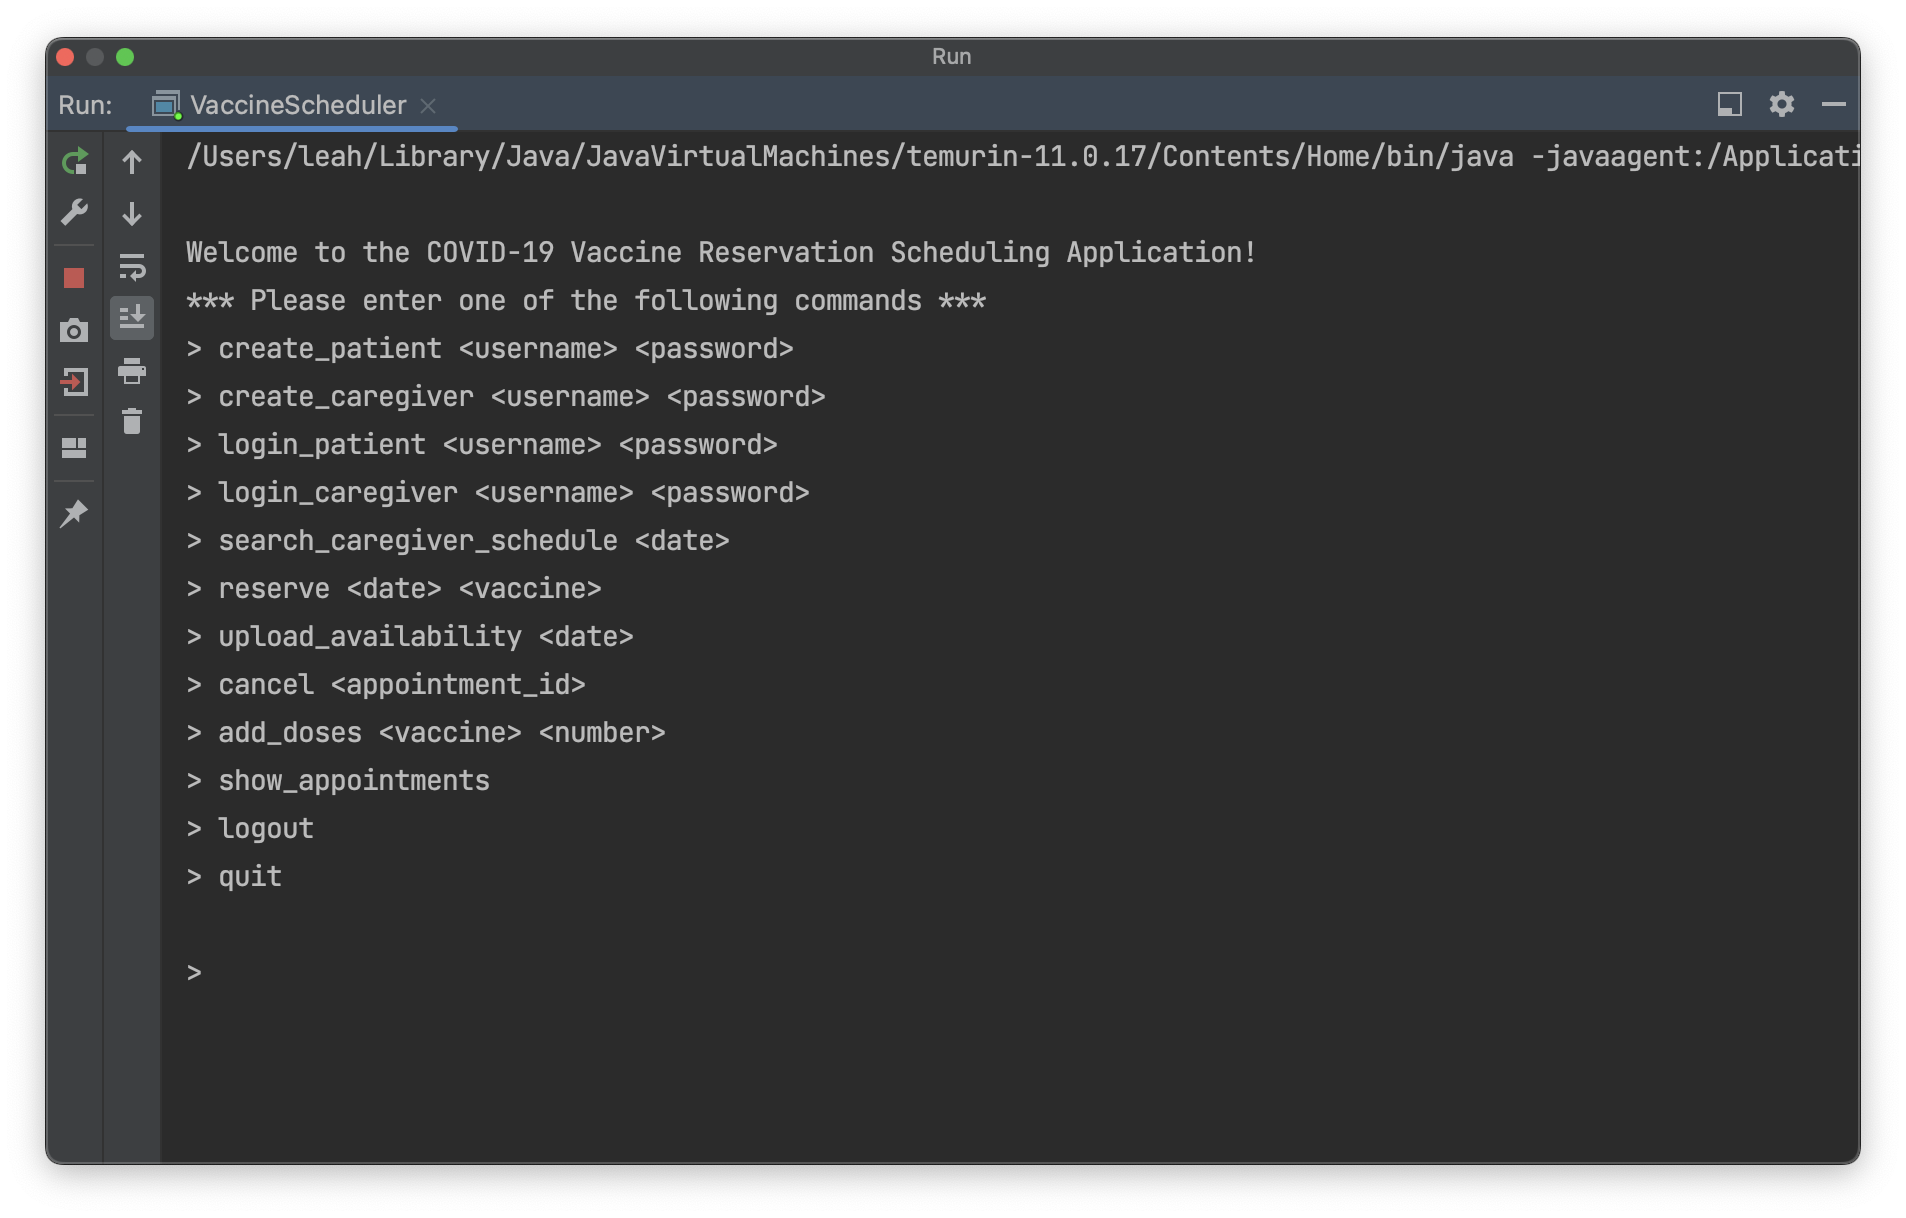 Run
Run: VaccineScheduler
/Users/leah/Library/Java/JavaVirtualMachines/temurin-11.0.17/Contents/Home/bin/java -javaagent:/Applicati
Welcome to the COVID-19 Vaccine Reservation Scheduling Application!
*** Please enter one of the following commands ***
> create_patient <username> <password>
> create_caregiver <username> <password>
> login_patient <username> <password>
> login_caregiver <username> <password>
> search_caregiver_schedule <date>
> reserve <date> <vaccine>
> upload_availability <date>
> cancel <appointment_id>
> add_doses <vaccine> <number>
> show_appointments
> logout
> quit
>